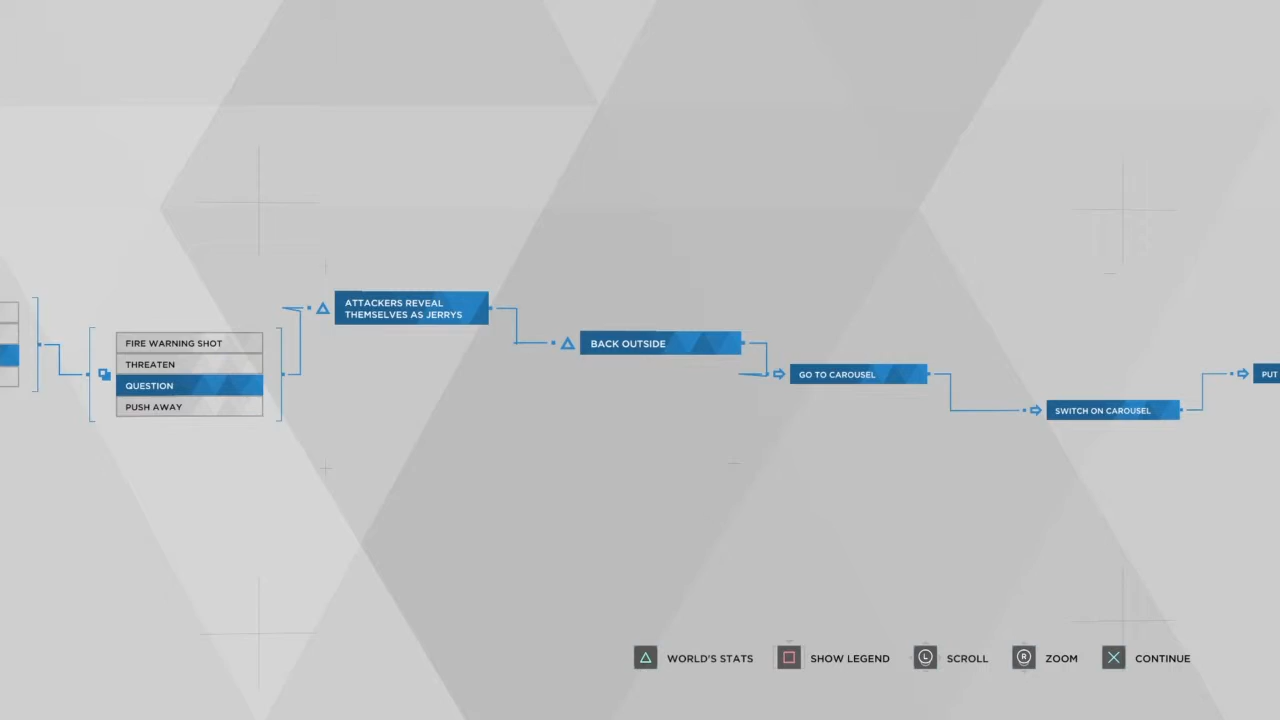 FIRE WARNING SHOT
THREATEN
QUESTION
PUSH AWAY
ATTACKERS REVEAL
THEMSELVES AS JERRYS
BACK OUTSIDE
GO TO CAROUSEL
SWITCH ON CAROUSEL
PUT
WORLD'S STATS
SHOW LEGEND
L
SCROLL
R
ZOOM
CONTINUE